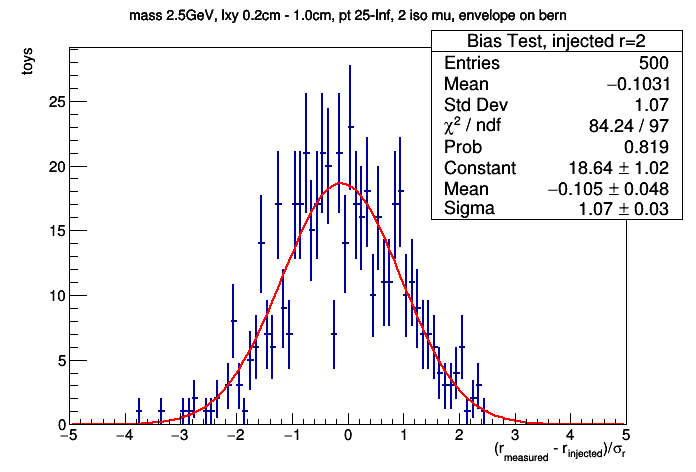 mass 2.5GeV, lxy 0.2cm - 1.0cm, pt 25-Inf, 2 iso mu, envelope on bern
Bias Test, injected r=2
Entries 500
Mean −0.1031
Std Dev 1.07
χ² / ndf 84.24 / 97
Prob 0.819
Constant 18.64 ± 1.02
Mean −0.105 ± 0.048
Sigma 1.07 ± 0.03
toys
25
20
15
10
5
0
−5 −4 −3 −2 −1 0 1 2 3 4 5
(r_measured - r_injected)/σ_r